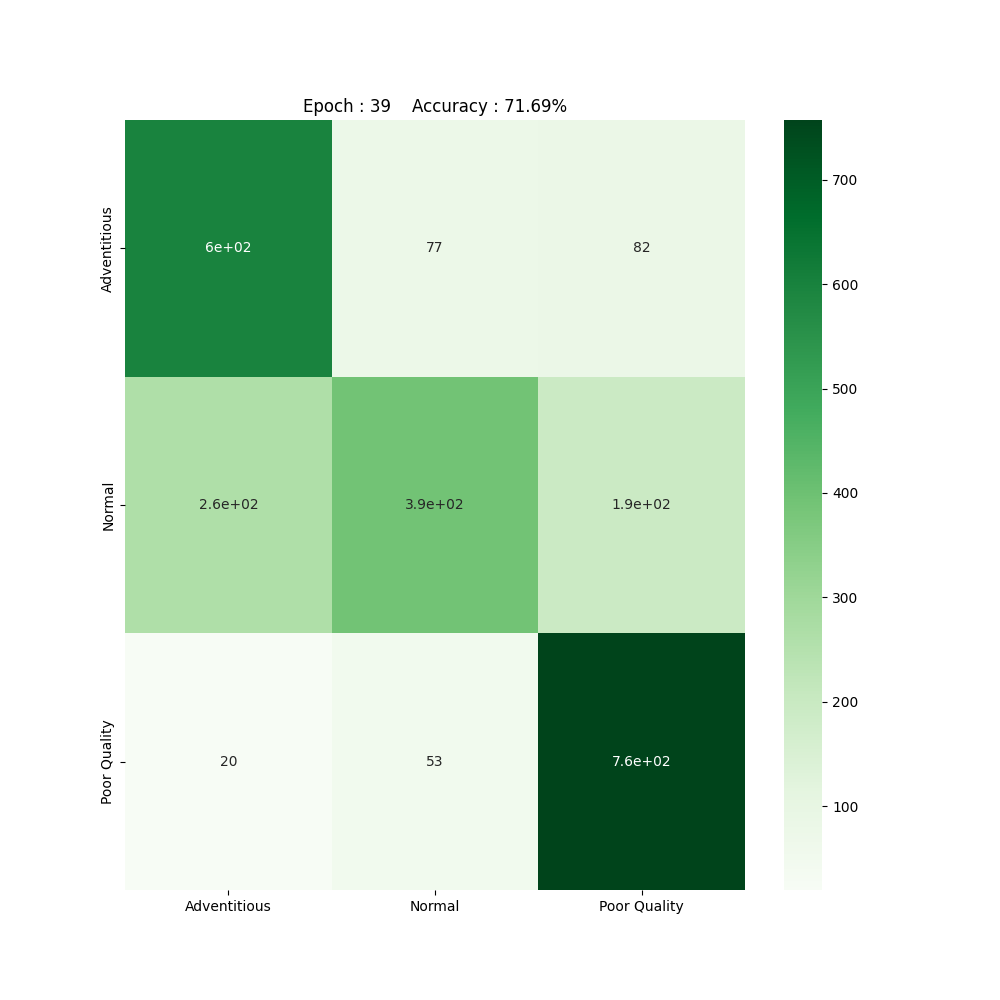 Epoch : 39    Accuracy : 71.69%
Adventitious
6e+02 77 82
Normal
2.6e+02 3.9e+02 1.9e+02
Poor Quality
20 53 7.6e+02
Adventitious Normal Poor Quality
700
600
500
400
300
200
100